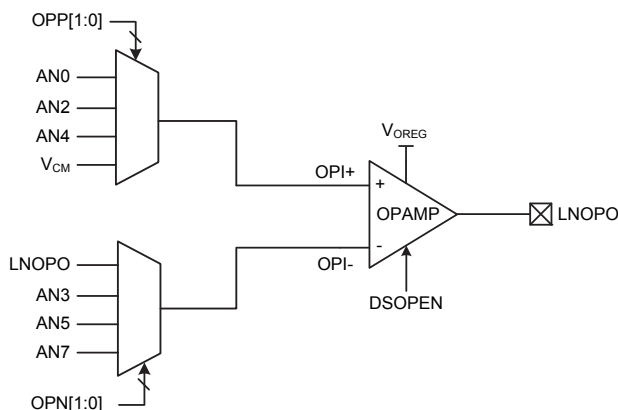 OPP[1:0]
AN0
AN2
AN4
VCM
VOREG
OPI+
+
OPAMP
-
OPI-
LNOPO
DSOPEN
LNOPO
AN3
AN5
AN7
OPN[1:0]